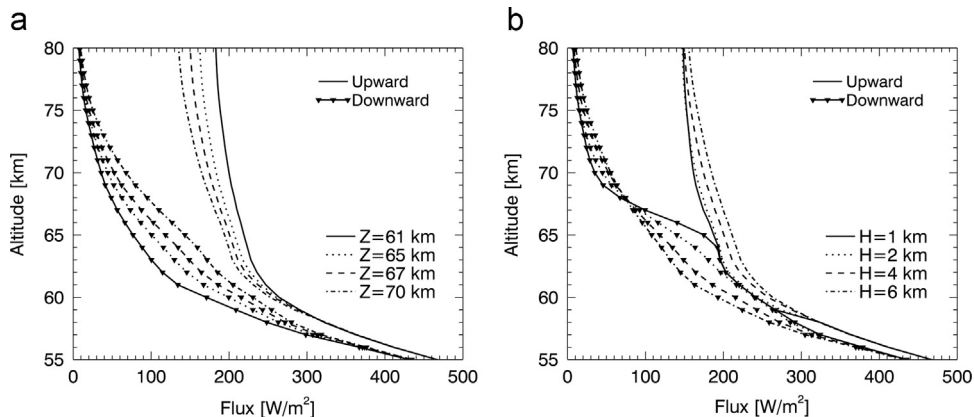 a
80
75
70
65
60
55
Altitude [km]
0 100 200 300 400 500
Flux [W/m²]
Upward
Downward
Z=61 km
Z=65 km
Z=67 km
Z=70 km
b
80
75
70
65
60
55
Altitude [km]
0 100 200 300 400 500
Flux [W/m²]
Upward
Downward
H=1 km
H=2 km
H=4 km
H=6 km